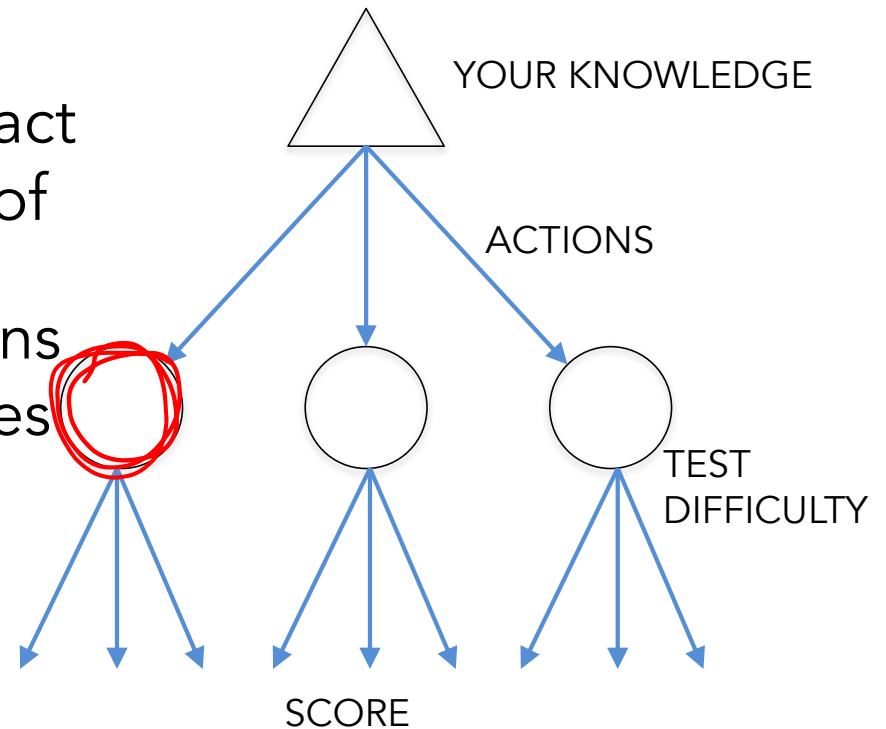 YOUR KNOWLEDGE
act
of
ACTIONS
ns
es
TEST
DIFFICULTY
SCORE